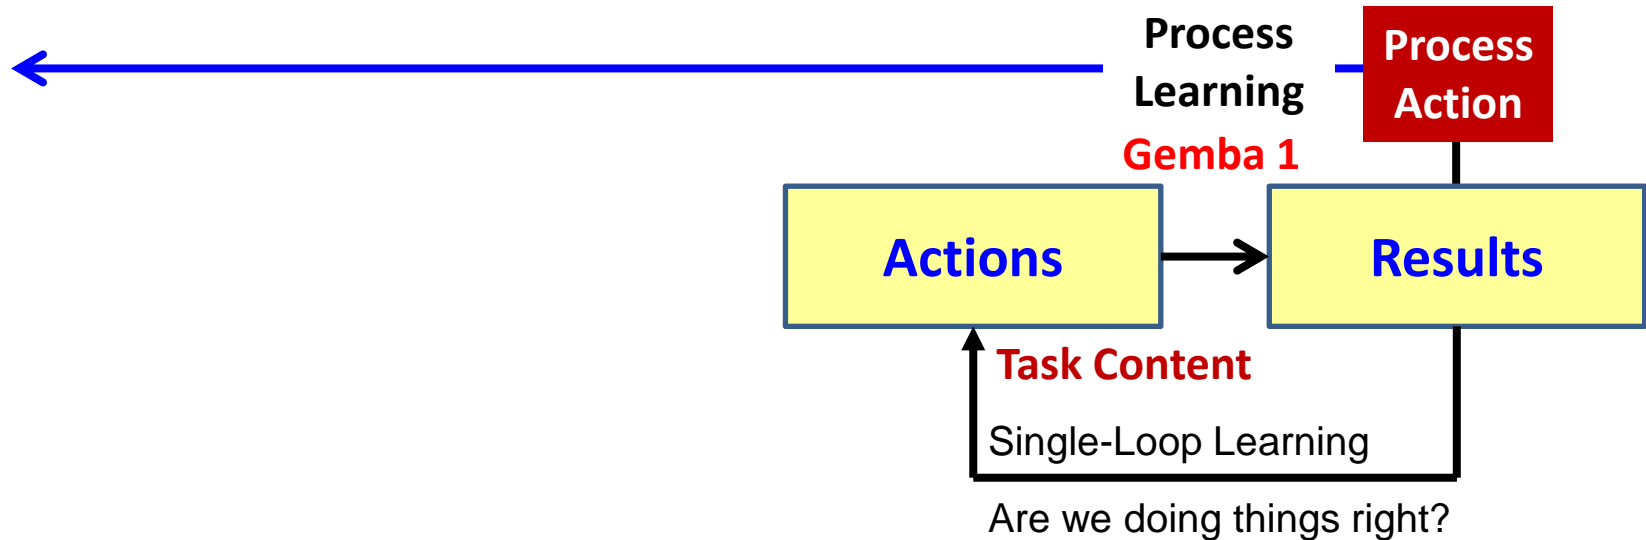 Process
Learning
Process
Action
Gemba 1
Actions
Results
Task Content
Single-Loop Learning
Are we doing things right?